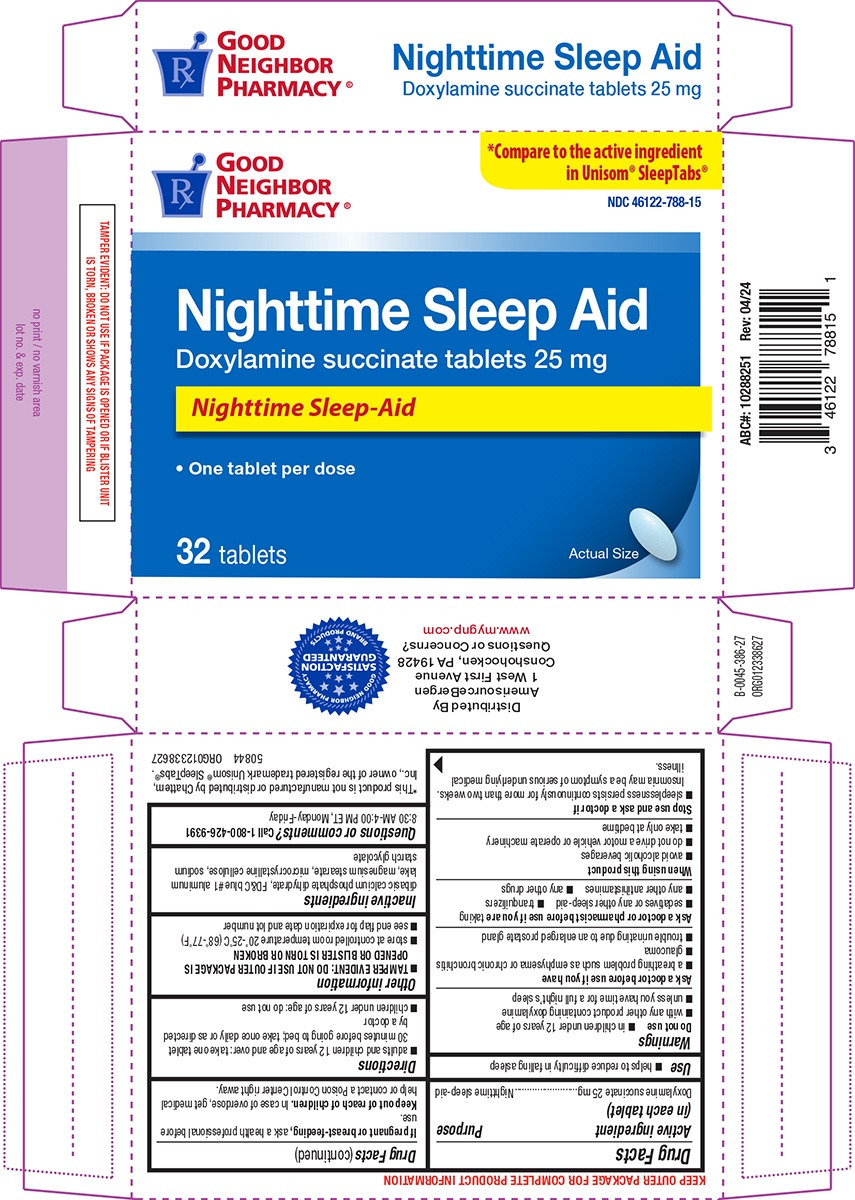 GOOD
NEIGHBOR
PHARMACY®
Nighttime Sleep Aid
Doxylamine succinate tablets 25 mg
GOOD
NEIGHBOR
PHARMACY®
*Compare to the active ingredient
in Unisom® SleepTabs®
NDC 46122-788-15
Nighttime Sleep Aid
Doxylamine succinate tablets 25 mg
Nighttime Sleep-Aid
• One tablet per dose
32 tablets
Actual Size
TAMPER EVIDENT: DO NOT USE IF PACKAGE IS OPENED OR IF BLISTER UNIT
IS TORN, BROKEN OR SHOWS ANY SIGNS OF TAMPERING
no print / no varnish area
lot no. & exp. date
ABC#: 10288251 Rev: 04/24
3 46122 78815 1
GOOD NEIGHBOR PHARMACY
SATISFACTION
GUARANTEED
BRAND PRODUCTS
Distributed By
AmerisourceBergen
1 West First Avenue
Conshohocken, PA 19428
Questions or Concerns?
www.mygnp.com
B-0045-386-27
ORG012338627
KEEP OUTER PACKAGE FOR COMPLETE PRODUCT INFORMATION
Drug Facts
Active ingredient Purpose
(in each tablet)
Doxylamine succinate 25 mg......................Nighttime sleep-aid
Use ■ helps to reduce difficulty in falling asleep
Warnings
Do not use ■ in children under 12 years of age
■ with any other product containing doxylamine
■ unless you have time for a full night's sleep
Ask a doctor before use if you have
■ a breathing problem such as emphysema or chronic bronchitis
■ glaucoma
■ trouble urinating due to an enlarged prostate gland
Ask a doctor or pharmacist before use if you are taking
■ sedatives or any other sleep-aid ■ tranquilizers
■ any other antihistamines ■ any other drugs
When using this product
■ avoid alcoholic beverages
■ do not drive a motor vehicle or operate machinery
■ take only at bedtime
Stop use and ask a doctor if
■ sleeplessness persists continuously for more than two weeks.
Insomnia may be a symptom of serious underlying medical
illness.
Drug Facts (continued)
If pregnant or breast-feeding, ask a health professional before
use.
Keep out of reach of children. In case of overdose, get medical
help or contact a Poison Control Center right away.
Directions
■ adults and children 12 years of age and over: take one tablet
30 minutes before going to bed; take once daily or as directed
by a doctor
■ children under 12 years of age: do not use
Other information
■ TAMPER EVIDENT: DO NOT USE IF OUTER PACKAGE IS
OPENED OR BLISTER IS TORN OR BROKEN
■ store at controlled room temperature 20°-25°C (68°-77°F)
■ see end flap for expiration date and lot number
Inactive ingredients
dibasic calcium phosphate dihydrate, FD&C blue #1 aluminum
lake, magnesium stearate, microcrystalline cellulose, sodium
starch glycolate
Questions or comments? Call 1-800-426-9391
8:30 AM-4:00 PM ET, Monday-Friday
*This product is not manufactured or distributed by Chattem,
Inc., owner of the registered trademark Unisom® SleepTabs®.
50844 ORG012338627